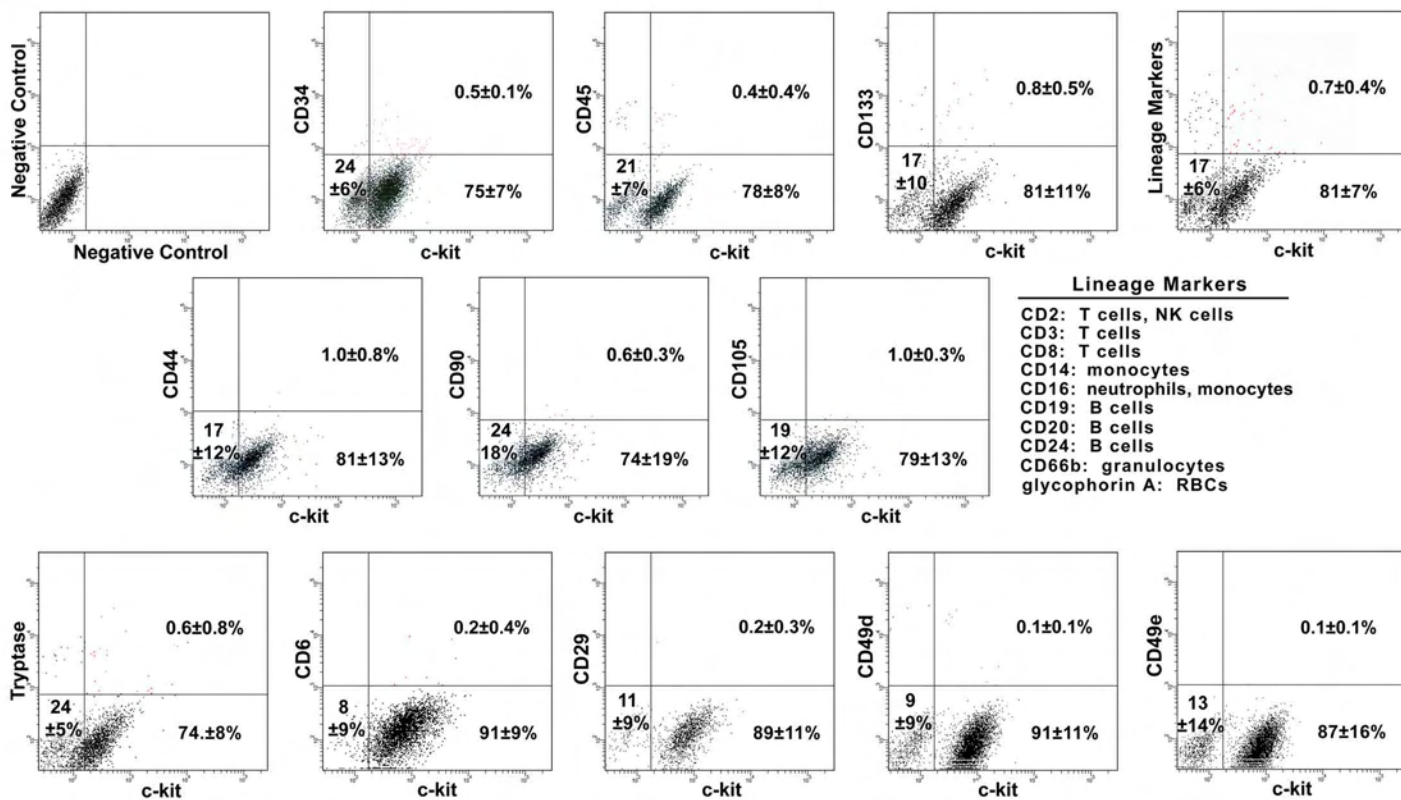 Negative Control
Negative Control
CD34
0.5±0.1%
24
±6%
75±7%
c-kit
CD45
0.4±0.4%
21
±7%
78±8%
c-kit
CD133
0.8±0.5%
17
±10
81±11%
c-kit
Lineage Markers
0.7±0.4%
17
±6%
81±7%
c-kit
CD44
1.0±0.8%
17
±12%
81±13%
c-kit
CD90
0.6±0.3%
24
18%
74±19%
c-kit
CD105
1.0±0.3%
19
±12%
79±13%
c-kit
Lineage Markers
CD2: T cells, NK cells
CD3: T cells
CD8: T cells
CD14: monocytes
CD16: neutrophils, monocytes
CD19: B cells
CD20: B cells
CD24: B cells
CD66b: granulocytes
glycophorin A: RBCs
Tryptase
0.6±0.8%
24
±5%
74.±8%
c-kit
CD6
0.2±0.4%
8
±9%
91±9%
c-kit
CD29
0.2±0.3%
11
±9%
89±11%
c-kit
CD49d
0.1±0.1%
9
±9%
91±11%
c-kit
CD49e
0.1±0.1%
13
±14%
87±16%
c-kit